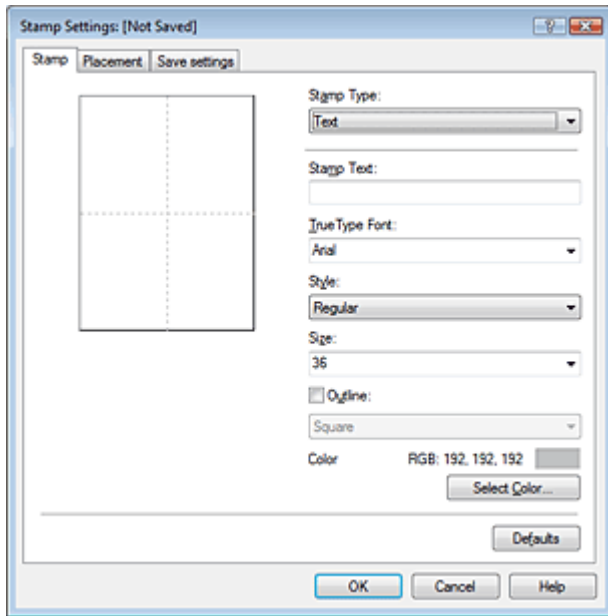 Stamp Settings: [Not Saved]
Stamp Placement Save settings
Stamp Type:
Text
Stamp Text:
TrueType Font:
Arial
Style:
Regular
Size:
36
Outline:
Square
Color RGB: 192, 192, 192
Select Color...
Defaults
OK Cancel Help